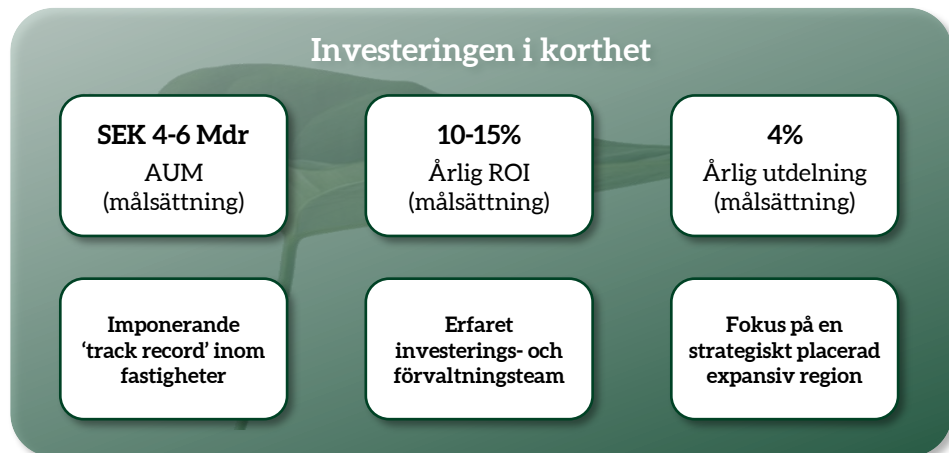 Investeringen i korthet
SEK 4-6 Mdr
AUM
(målsättning)
10-15%
Årlig ROI
(målsättning)
4%
Årlig utdelning
(målsättning)
Imponerande
‘track record’ inom
fastigheter
Erfaret
investerings- och
förvaltningsteam
Fokus på en
strategiskt placerad
expansiv region